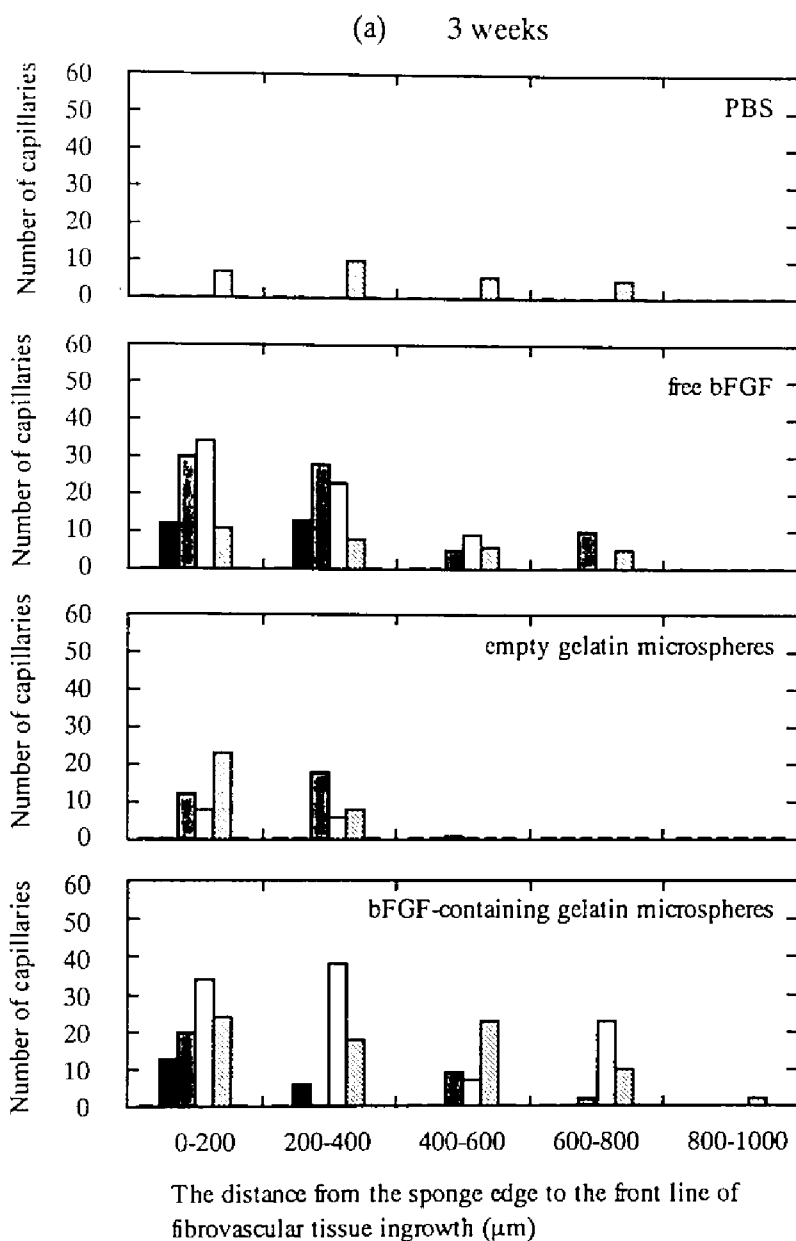 (a) 3 weeks
60
50
40
30
20
10
0
Number of capillaries
PBS
60
50
40
30
20
10
0
Number of capillaries
free bFGF
60
50
40
30
20
10
0
Number of capillaries
empty gelatin microspheres
60
50
40
30
20
10
0
Number of capillaries
bFGF-containing gelatin microspheres
0-200 200-400 400-600 600-800 800-1000
The distance from the sponge edge to the front line of
fibrovascular tissue ingrowth (μm)